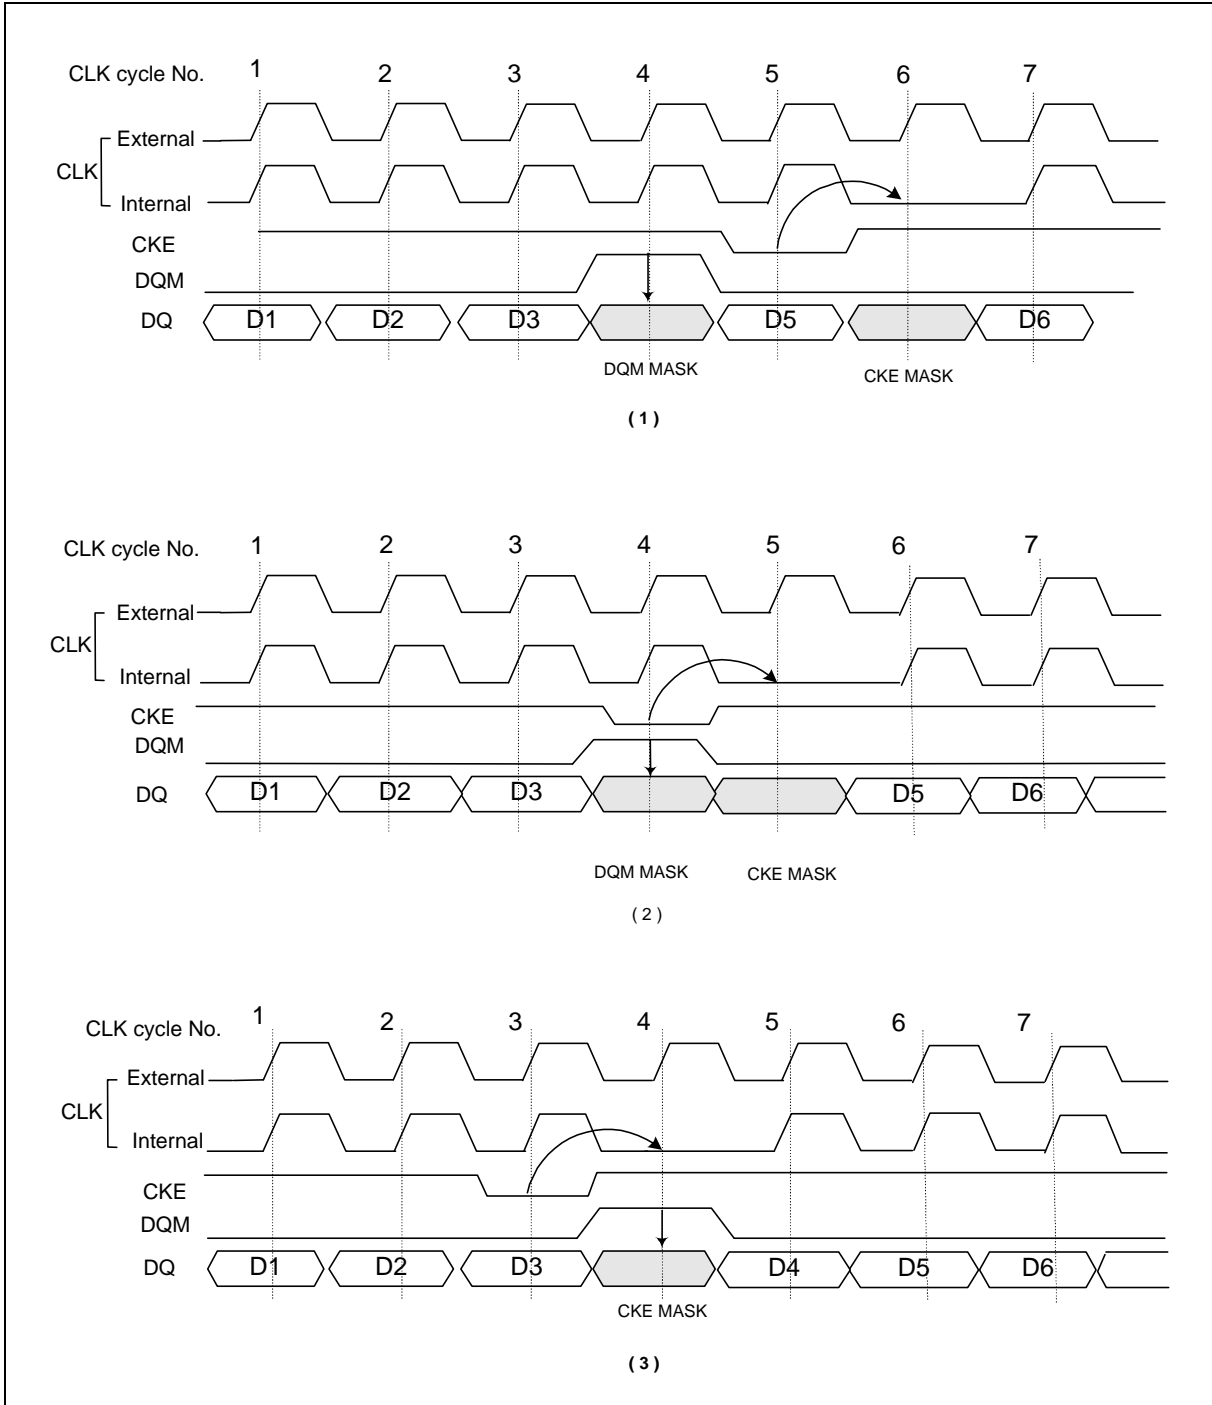 CLK cycle No. 1 2 3 4 5 6 7
External
CLK
Internal
CKE
DQM
DQ D1 D2 D3 D5 D6
DQM MASK CKE MASK
( 1 )
CLK cycle No. 1 2 3 4 5 6 7
External
CLK
Internal
CKE
DQM
DQ D1 D2 D3 D5 D6
DQM MASK CKE MASK
( 2 )
CLK cycle No. 1 2 3 4 5 6 7
External
CLK
Internal
CKE
DQM
DQ D1 D2 D3 D4 D5 D6
CKE MASK
( 3 )